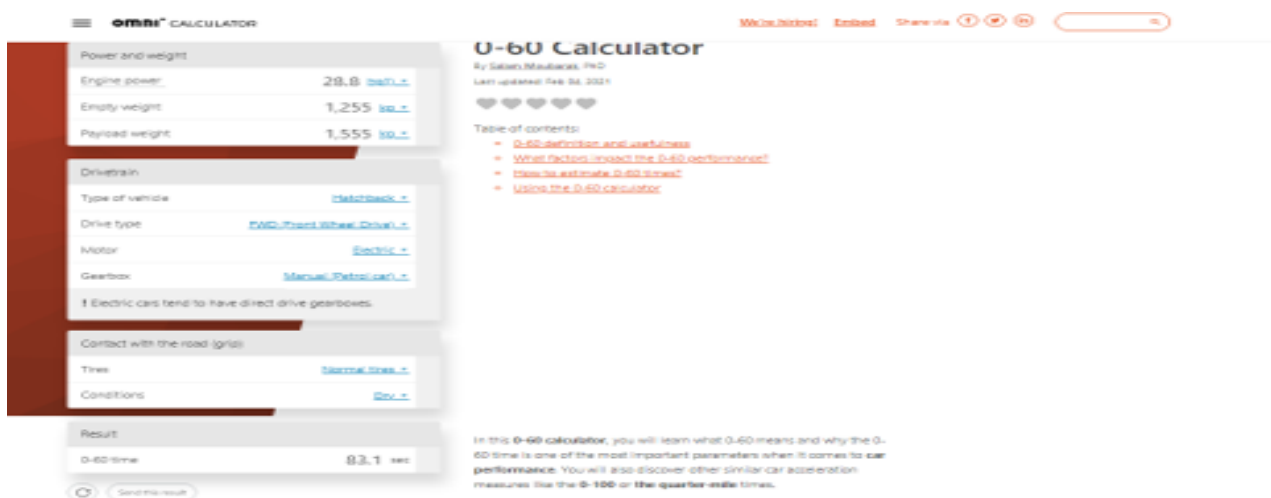 omni CALCULATOR
We're hiring! Embed Share via
0-60 Calculator
Power and weight
Engine power 28.8
Empty weight 1,255
Payload weight 1,555
Drivetrain
Type of vehicle Hatchback
Drive type FWD (Front Wheel Drive)
Motor Electric
Gearbox Manual (Petrol car)
! Electric cars tend to have direct drive gearboxes.
Contact with the road (grip)
Tires Normal tires
Conditions Dry
Result
0-60 time 83.1 sec
Send this result
By PhD
Last updated: Feb 2021
Table of contents:
0-60 definition and usefulness
What factors impact the 0-60 performance?
How to estimate 0-60 times?
Using the 0-60 calculator
In this 0-60 calculator, you will learn what 0-60 means and why the 0-
60 time is one of the most important parameters when it comes to car
performance. You will also discover other similar car acceleration
measures like the 0-100 or the quarter-mile times.